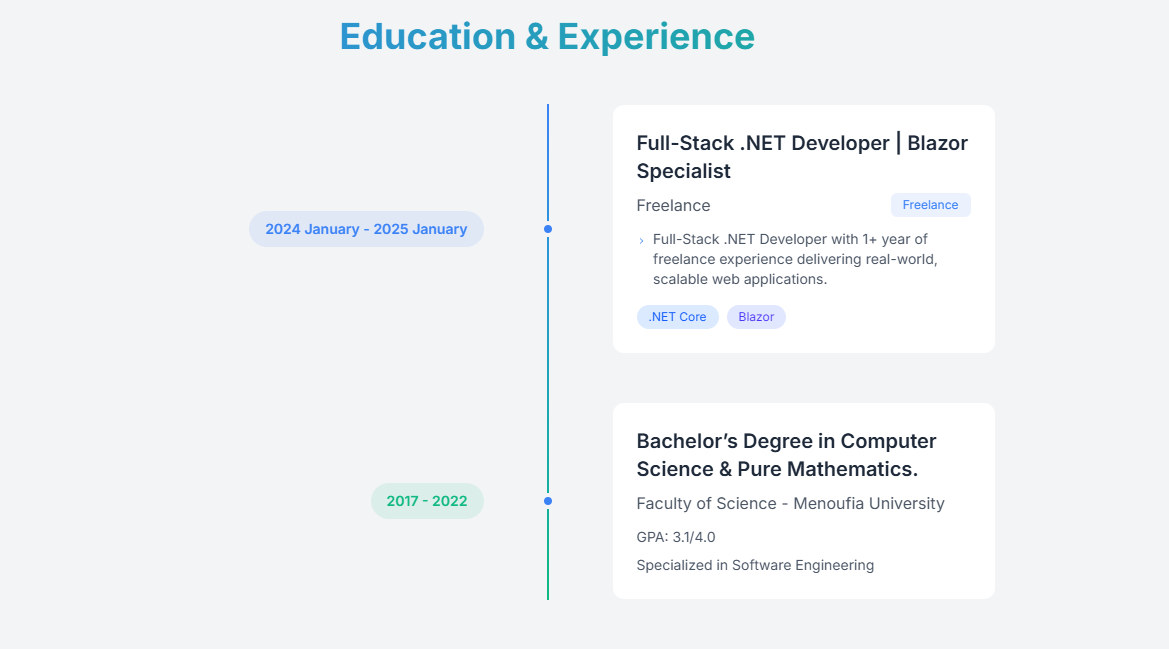 Education & Experience
2024 January - 2025 January
Full-Stack .NET Developer | Blazor
Specialist
Freelance
Freelance
› Full-Stack .NET Developer with 1+ year of
freelance experience delivering real-world,
scalable web applications.
.NET Core
Blazor
2017 - 2022
Bachelor’s Degree in Computer
Science & Pure Mathematics.
Faculty of Science - Menoufia University
GPA: 3.1/4.0
Specialized in Software Engineering